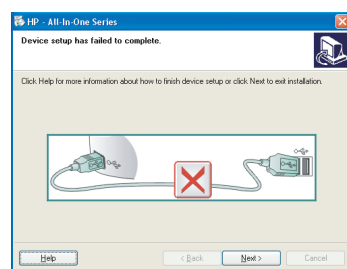 HP - All-In-One Series
Device setup has failed to complete.
Click Help for more information about how to finish device setup or click Next to exit installation.
Help
< Back
Next >
Cancel